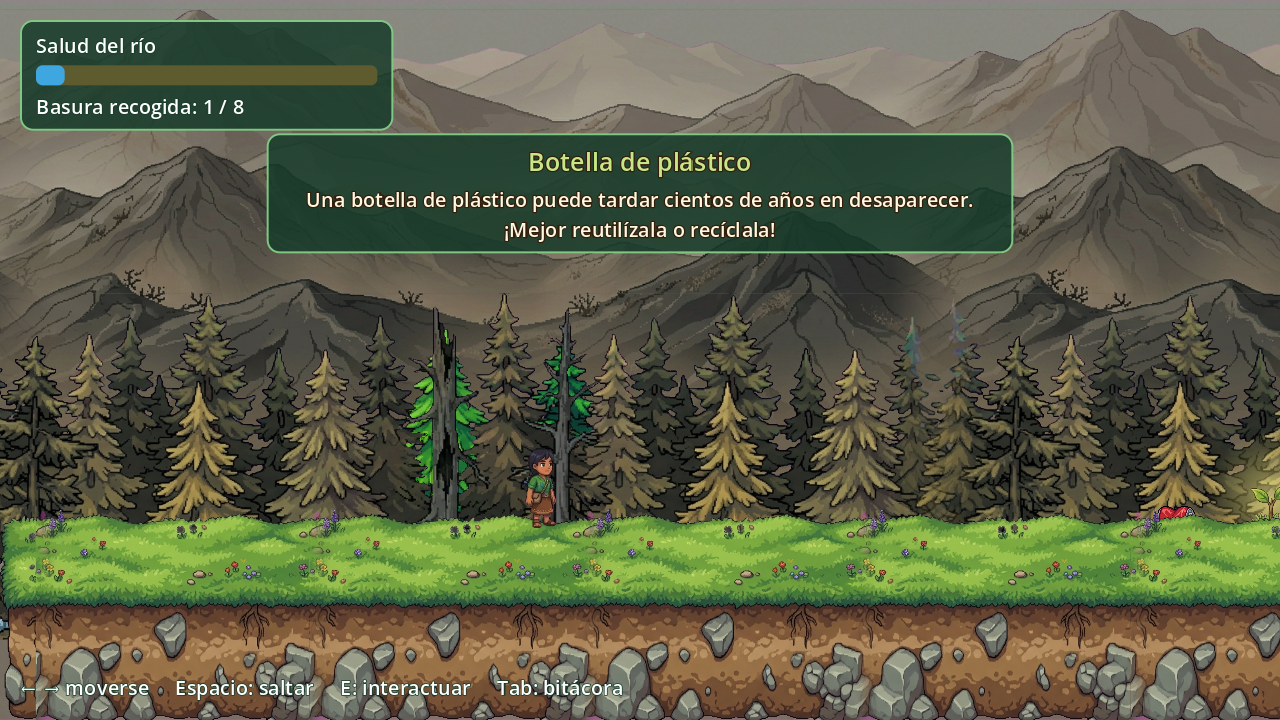 Salud del río
Basura recogida: 1 / 8
Botella de plástico
Una botella de plástico puede tardar cientos de años en desaparecer.
¡Mejor reutilízala o recíclala!
← → moverse Espacio: saltar E: interactuar Tab: bitácora